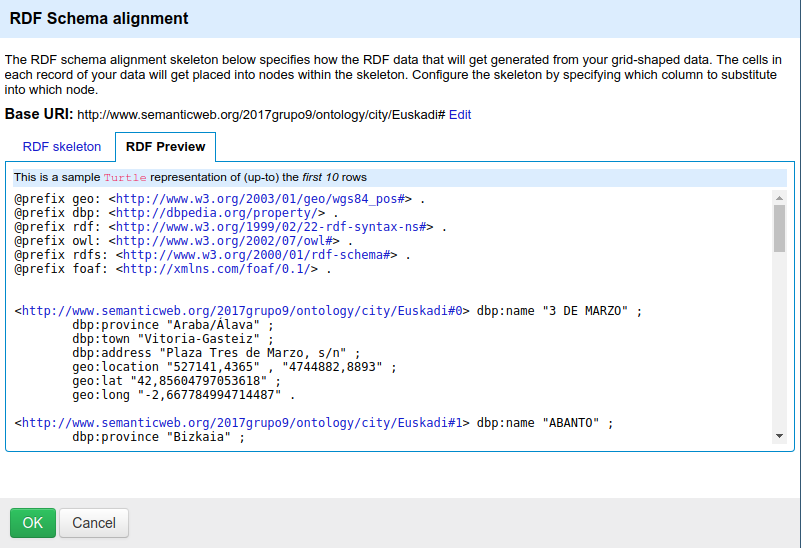 RDF Schema alignment
The RDF schema alignment skeleton below specifies how the RDF data that will get generated from your grid-shaped data. The cells in
each record of your data will get placed into nodes within the skeleton. Configure the skeleton by specifying which column to substitute
into which node.
Base URI: http://www.semanticweb.org/2017grupo9/ontology/city/Euskadi# Edit
RDF skeleton RDF Preview
This is a sample Turtle representation of (up-to) the first 10 rows
@prefix geo: <http://www.w3.org/2003/01/geo/wgs84_pos#> .
@prefix dbp: <http://dbpedia.org/property/> .
@prefix rdf: <http://www.w3.org/1999/02/22-rdf-syntax-ns#> .
@prefix owl: <http://www.w3.org/2002/07/owl#> .
@prefix rdfs: <http://www.w3.org/2000/01/rdf-schema#> .
@prefix foaf: <http://xmlns.com/foaf/0.1/> .
<http://www.semanticweb.org/2017grupo9/ontology/city/Euskadi#0> dbp:name "3 DE MARZO" ;
dbp:province "Araba/Álava" ;
dbp:town "Vitoria-Gasteiz" ;
dbp:address "Plaza Tres de Marzo, s/n" ;
geo:location "527141,4365" , "4744882,8893" ;
geo:lat "42,85604797053618" ;
geo:long "-2,667784994714487" .
<http://www.semanticweb.org/2017grupo9/ontology/city/Euskadi#1> dbp:name "ABANTO" ;
dbp:province "Bizkaia" ;
OK Cancel